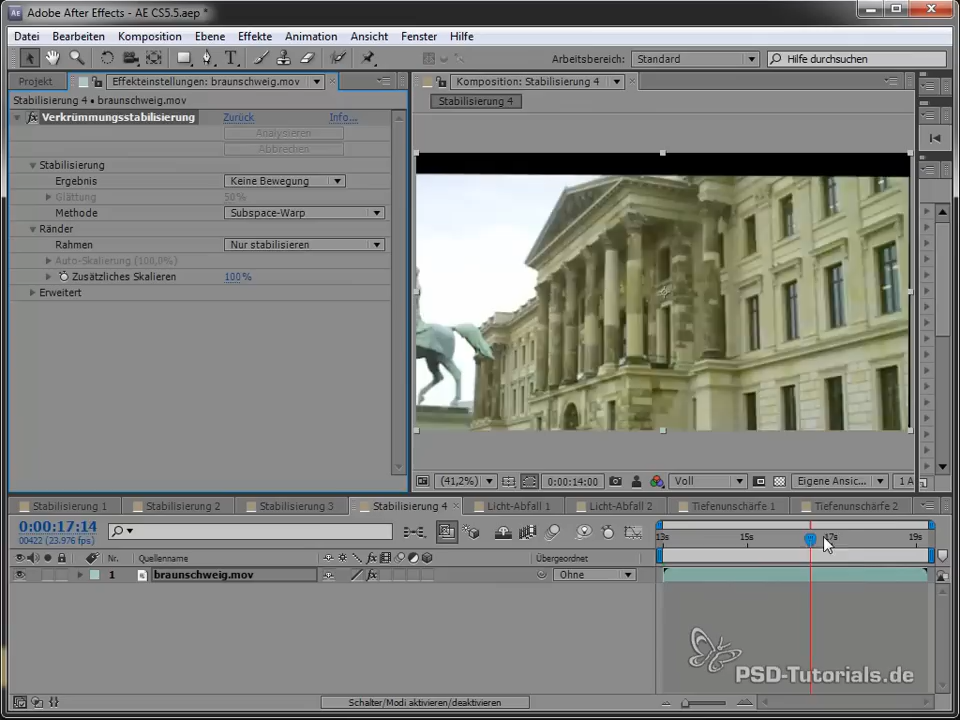 Adobe After Effects - AE CS5.5.aep *
Datei Bearbeiten Komposition Ebene Effekte Animation Ansicht Fenster Hilfe
Arbeitsbereich: Standard Hilfe durchsuchen
Projekt Effekteinstellungen: braunschweig.mov Komposition: Stabilisierung 4
Stabilisierung 4 • braunschweig.mov Stabilisierung 4
fx Verkrümmungsstabilisierung Zurück Info...
Analysieren
Abbrechen
Stabilisierung
Ergebnis Keine Bewegung
Glättung 50%
Methode Subspace-Warp
Ränder
Rahmen Nur stabilisieren
Auto-Skalierung (100,0%)
Zusätzliches Skalieren 100%
Erweitert
(41,2%) 0:00:14:00 Voll Eigene Ansic... 1 A
Stabilisierung 1 Stabilisierung 2 Stabilisierung 3 Stabilisierung 4 Licht-Abfall 1 Licht-Abfall 2 Tiefenunschärfe 1 Tiefenunschärfe 2
0:00:17:14
00422 (23.976 fps)
13s 15s 17s 19s
Nr. Quellenname Übergeordnet
1 braunschweig.mov Ohne
PSD-Tutorials.de
Schalter/Modi aktivieren/deaktivieren